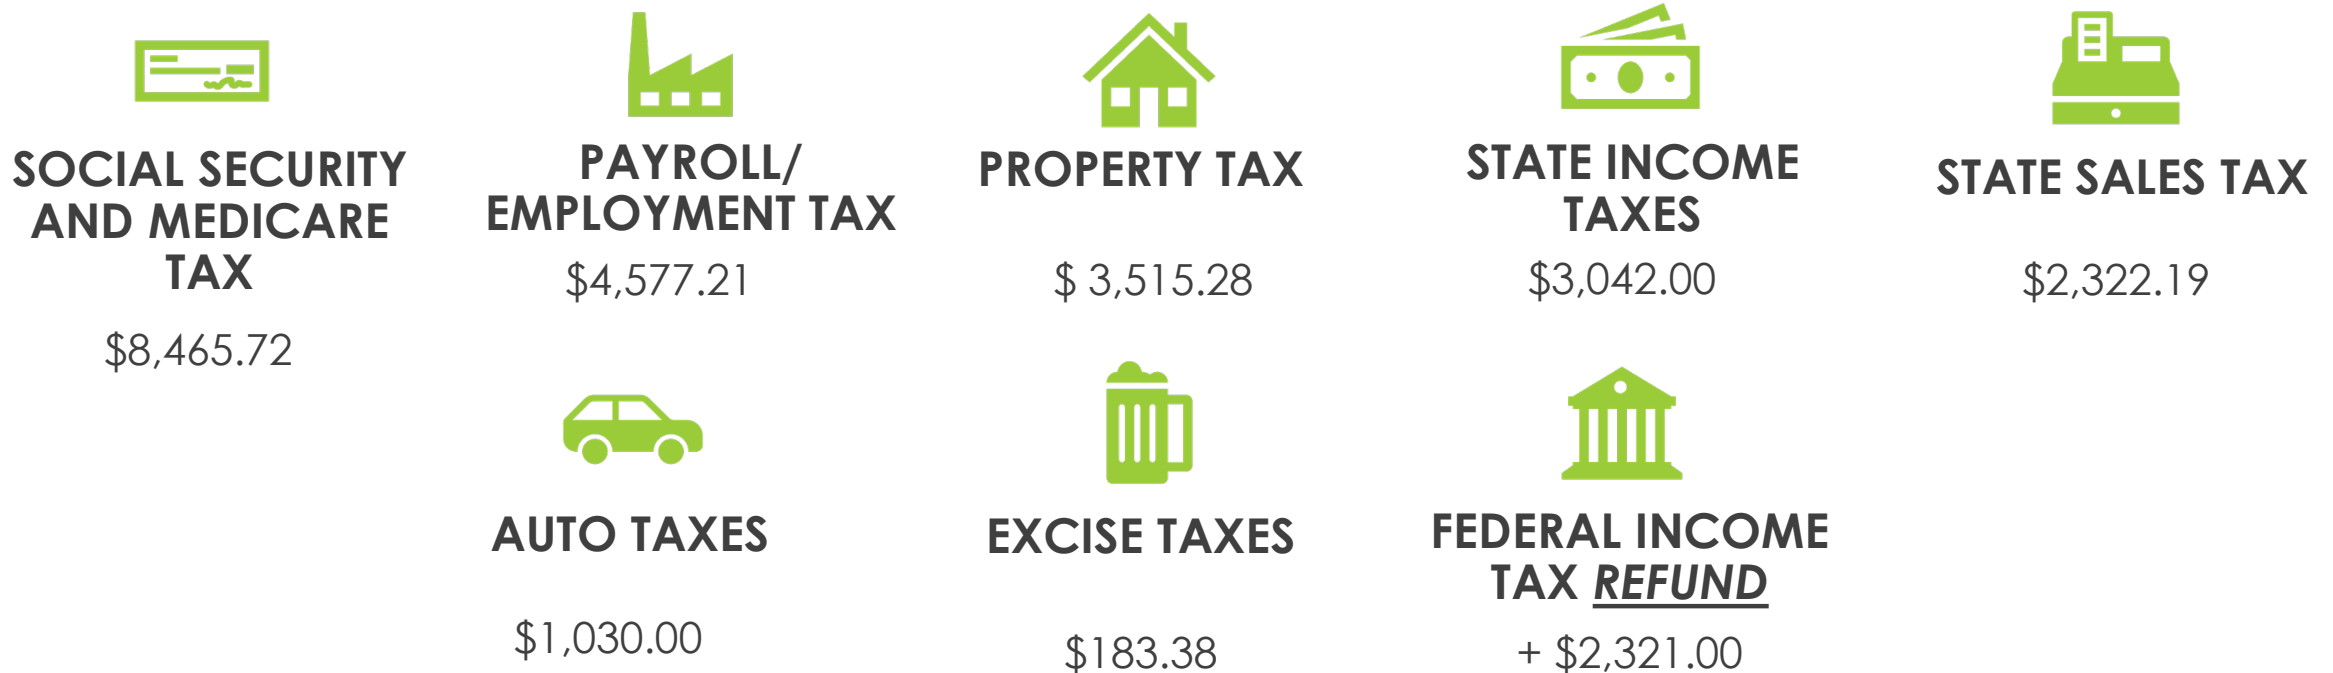 SOCIAL SECURITY
AND MEDICARE
TAX
$8,465.72
PAYROLL/
EMPLOYMENT TAX
$4,577.21
PROPERTY TAX
$ 3,515.28
STATE INCOME
TAXES
$3,042.00
STATE SALES TAX
$2,322.19
AUTO TAXES
$1,030.00
EXCISE TAXES
$183.38
FEDERAL INCOME
TAX REFUND
+ $2,321.00